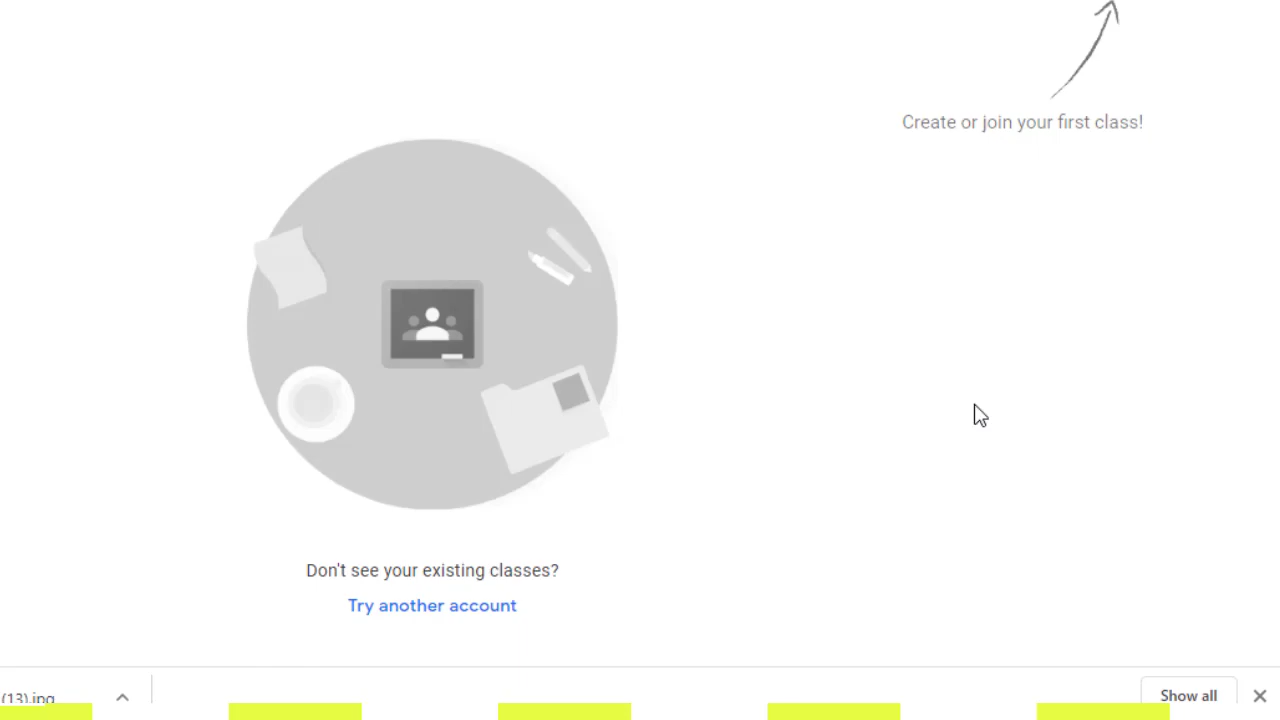 Create or join your first class!
Don't see your existing classes?
Try another account
(13).jpg
Show all